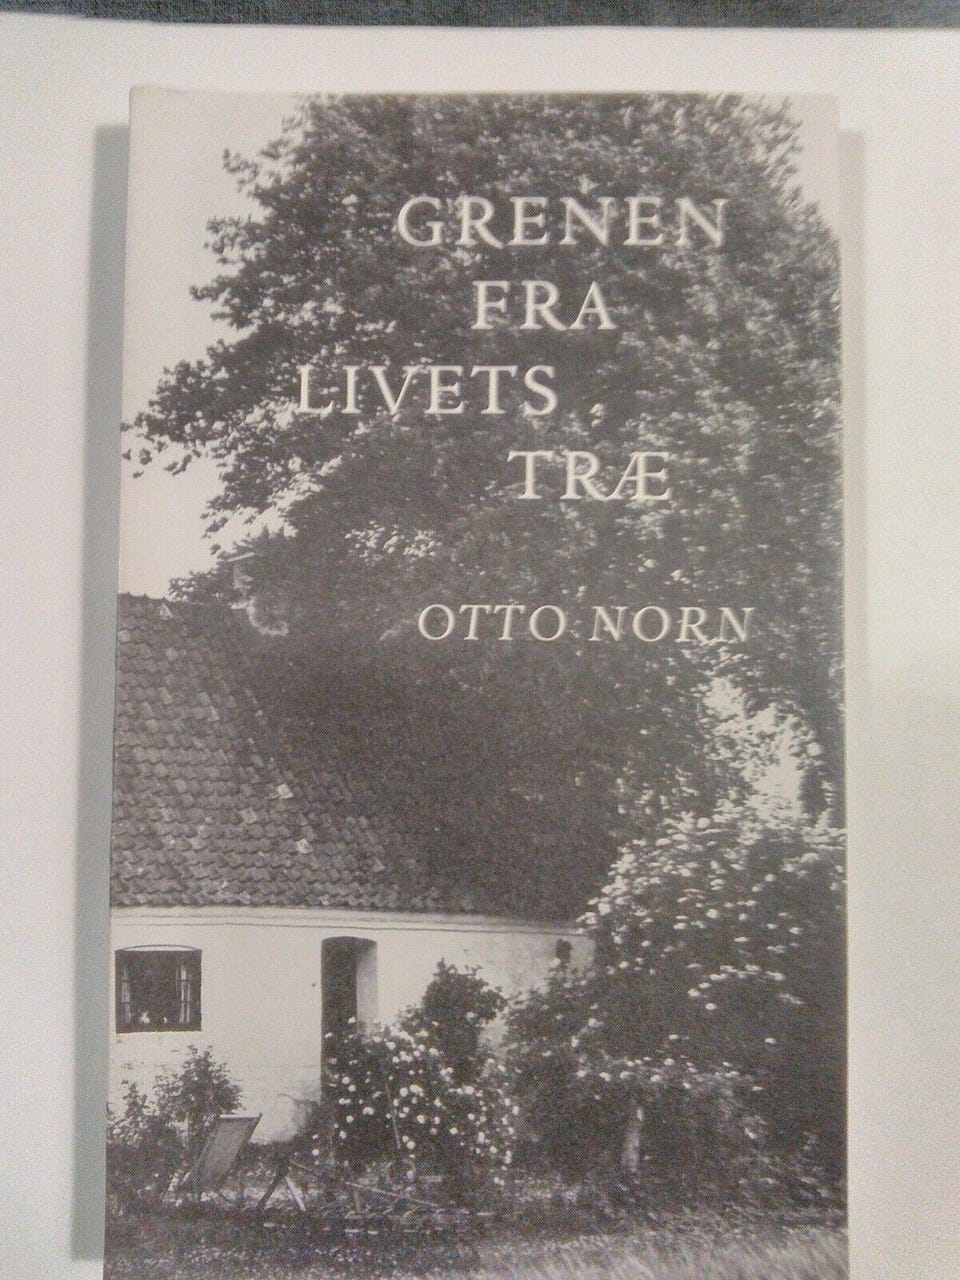 GRENEN
FRA
LIVETS
TRÆ
OTTO NORN